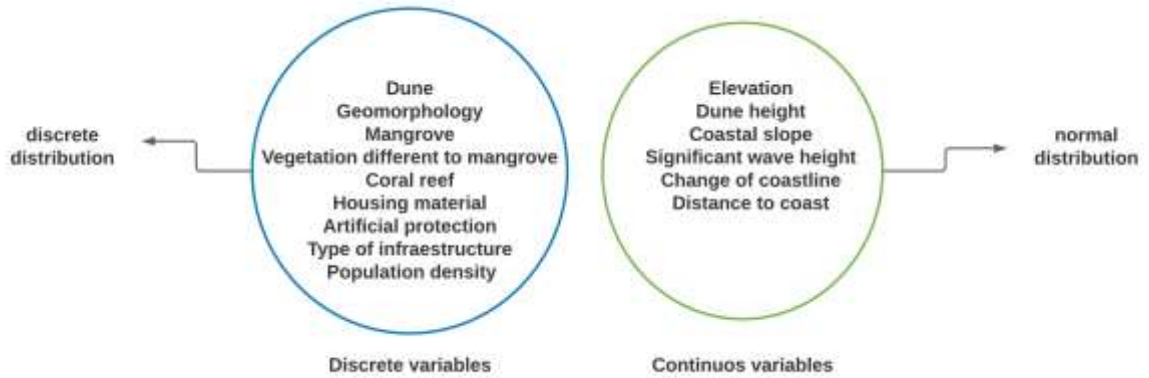 discrete
distribution
Dune
Geomorphology
Mangrove
Vegetation different to mangrove
Coral reef
Housing material
Artificial protection
Type of infraestructure
Population density
Discrete variables
Elevation
Dune height
Coastal slope
Significant wave height
Change of coastline
Distance to coast
Continuos variables
normal
distribution